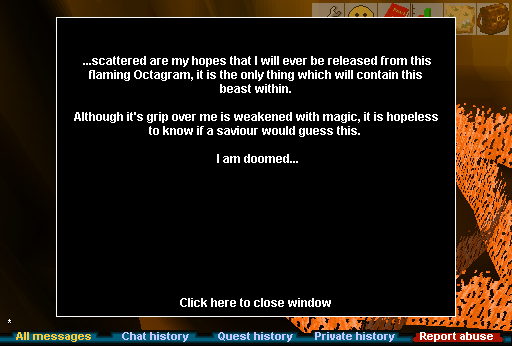 ...scattered are my hopes that I will ever be released from this
flaming Octagram, it is the only thing which will contain this
beast within.
Although it's grip over me is weakened with magic, it is hopeless
to know if a saviour would guess this.
I am doomed...
Click here to close window
*
All messages Chat history Quest history Private history Report abuse